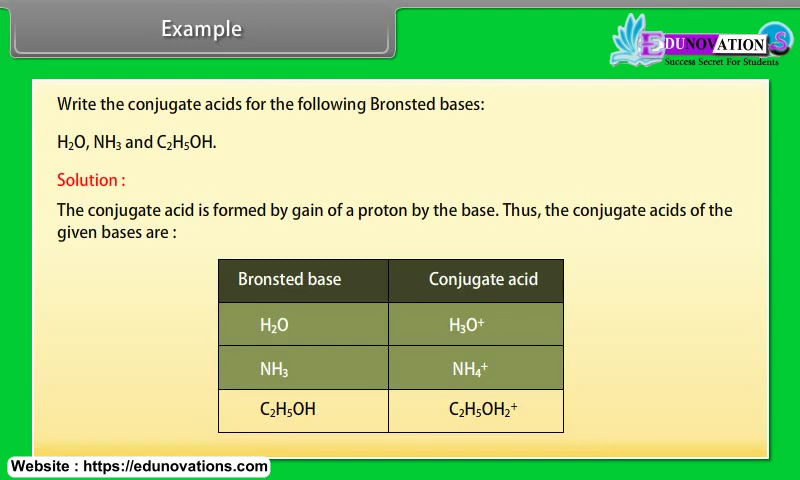 Example
EDUNOVATIONS
Success Secret For Students
Write the conjugate acids for the following Bronsted bases:
H₂O, NH₃ and C₂H₅OH.
Solution :
The conjugate acid is formed by gain of a proton by the base. Thus, the conjugate acids of the
given bases are :
Bronsted base Conjugate acid
H₂O H₃O⁺
NH₃ NH₄⁺
C₂H₅OH C₂H₅OH₂⁺
Website : https://edunovations.com